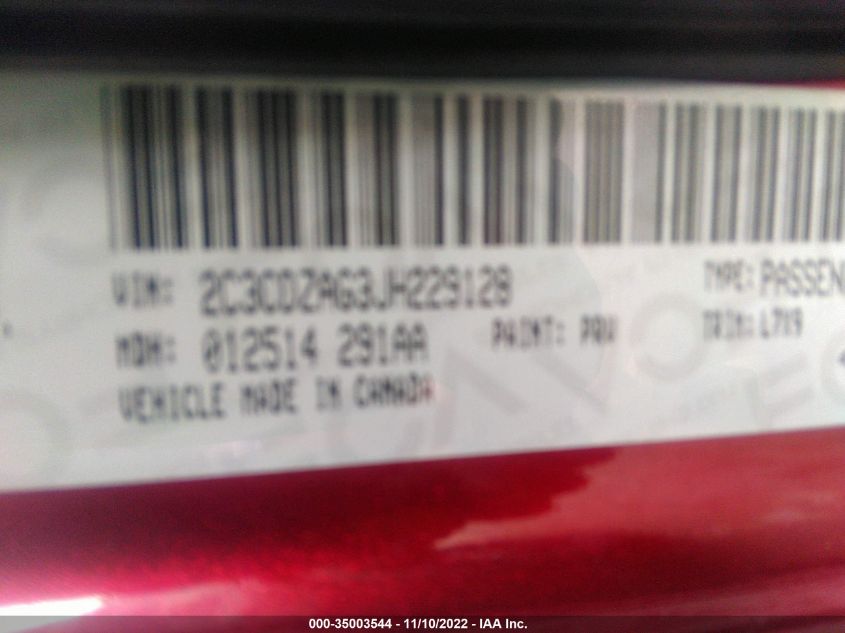 VIN: 2C3CDZAG3JH229128 TYPE: PASSEN
MDH: 012514 291AA PAINT: PRV TRIM: L7X9
VEHICLE MADE IN CANADA
000-35003544 - 11/10/2022 - IAA Inc.